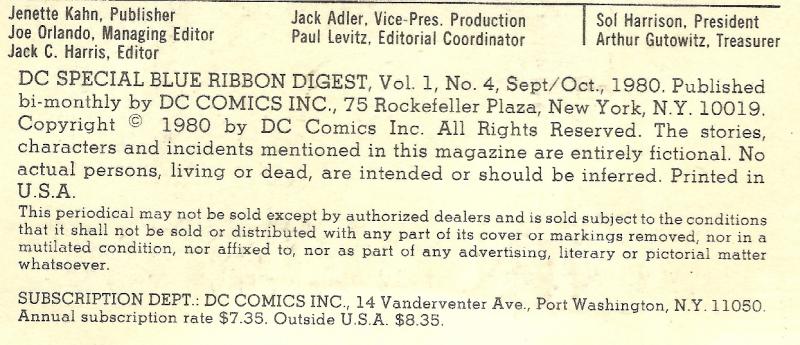 Jenette Kahn, Publisher
Joe Orlando, Managing Editor
Jack C. Harris, Editor
Jack Adler, Vice-Pres. Production
Paul Levitz, Editorial Coordinator
Sol Harrison, President
Arthur Gutowitz, Treasurer
DC SPECIAL BLUE RIBBON DIGEST, Vol. 1, No. 4, Sept/Oct., 1980. Published
bi-monthly by DC COMICS INC., 75 Rockefeller Plaza, New York, N.Y. 10019.
Copyright © 1980 by DC Comics Inc. All Rights Reserved. The stories,
characters and incidents mentioned in this magazine are entirely fictional. No
actual persons, living or dead, are intended or should be inferred. Printed in
U.S.A.
This periodical may not be sold except by authorized dealers and is sold subject to the conditions
that it shall not be sold or distributed with any part of its cover or markings removed, nor in a
mutilated condition, nor affixed to, nor as part of any advertising, literary or pictorial matter
whatsoever.
SUBSCRIPTION DEPT.: DC COMICS INC., 14 Vanderventer Ave., Port Washington, N.Y. 11050.
Annual subscription rate $7.35. Outside U.S.A. $8.35.